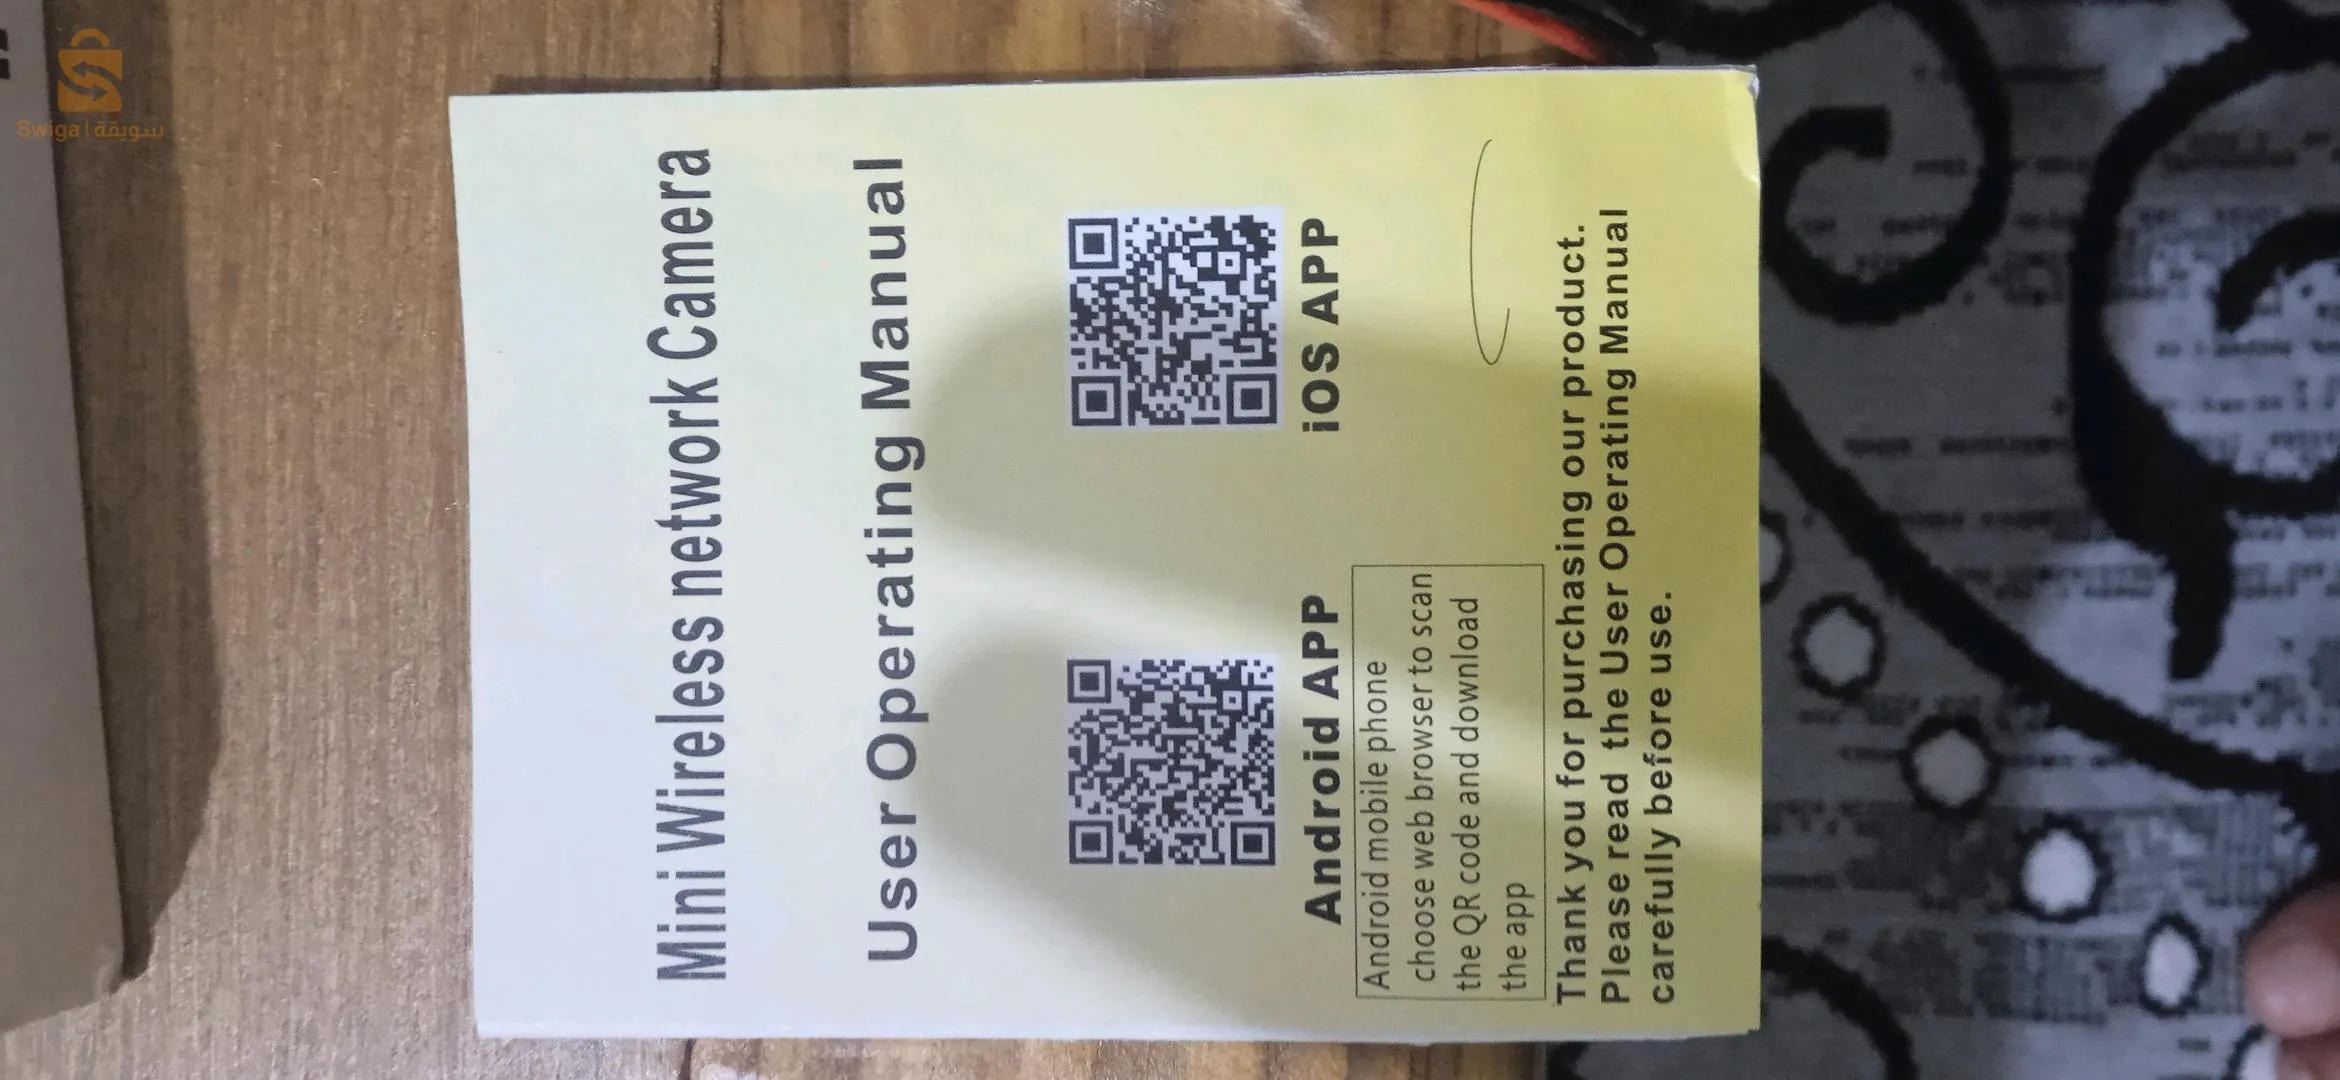 Swiga | سويقة
Mini Wireless network Camera
User Operating Manual
Android APP
iOS APP
Android mobile phone
choose web browser to scan
the QR code and download
the app
Thank you for purchasing our product.
Please read the User Operating Manual
carefully before use.